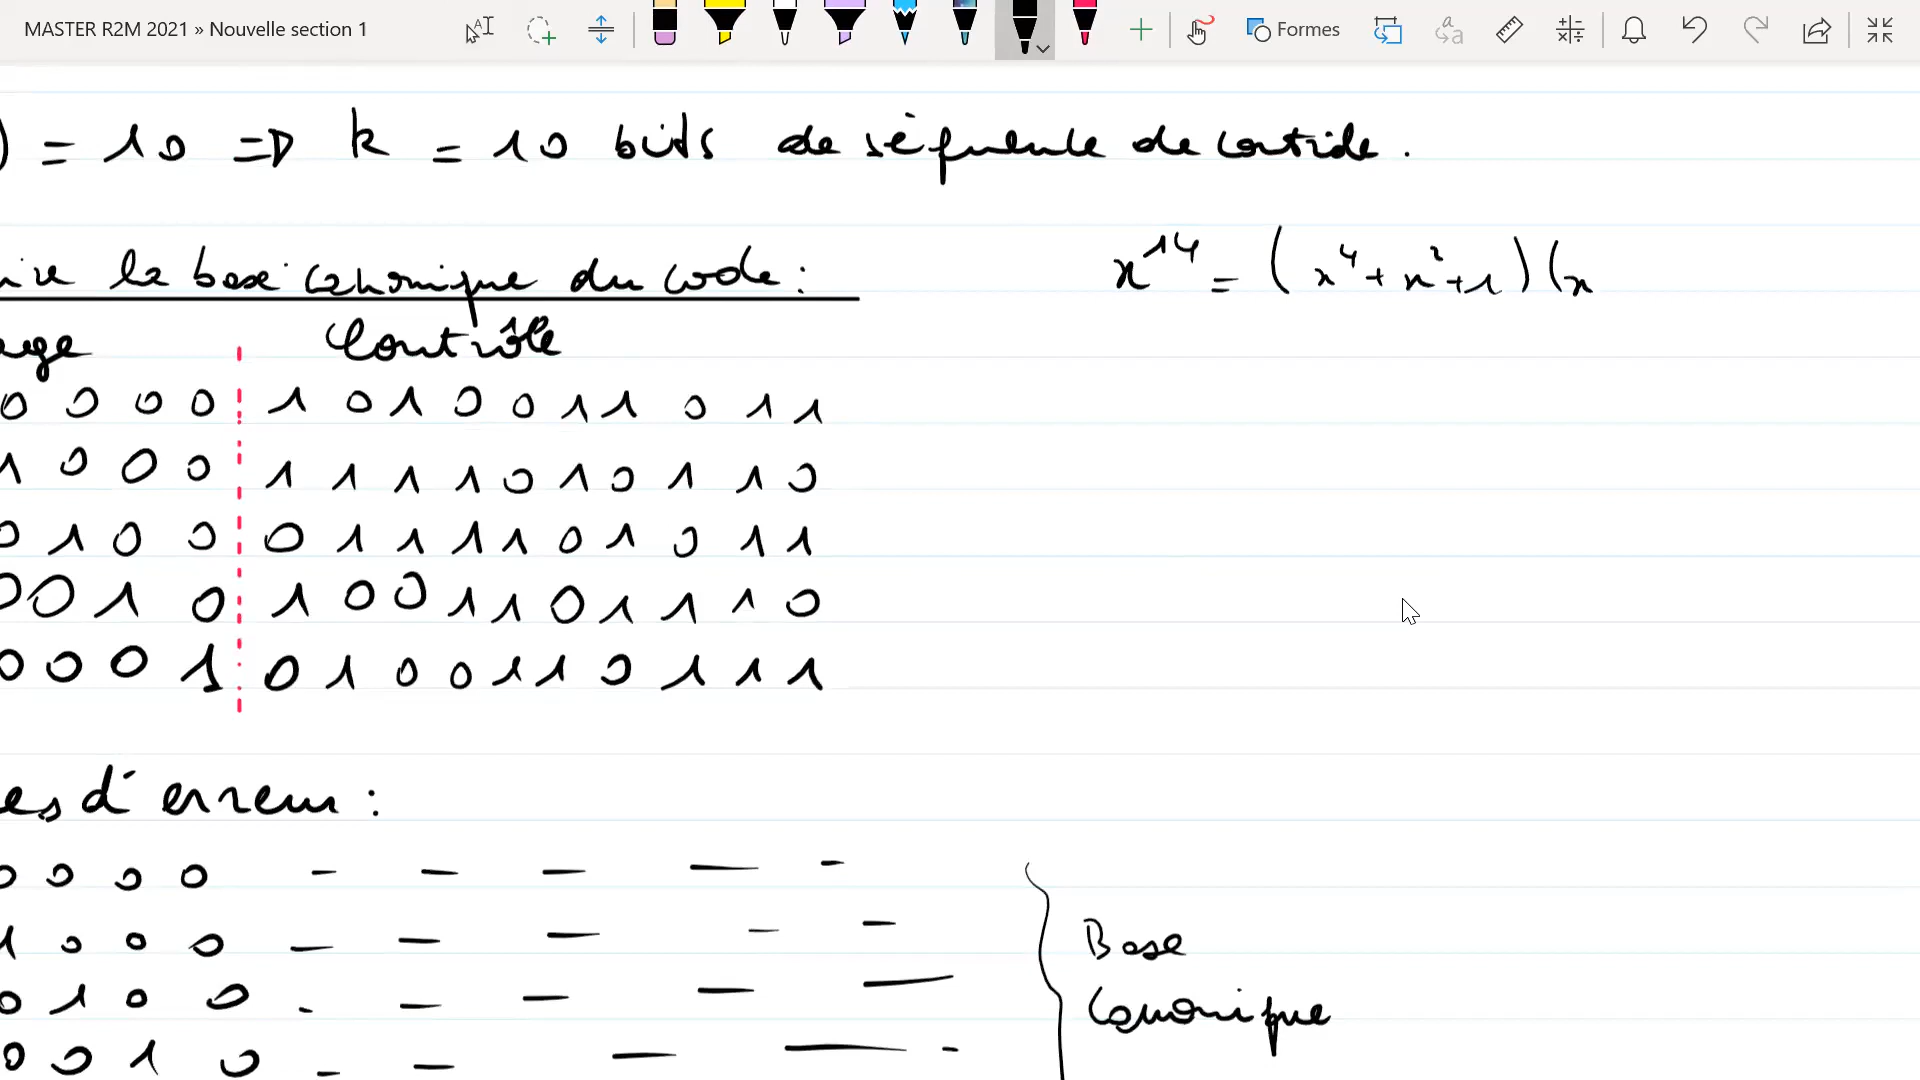 MASTER R2M 2021 » Nouvelle section 1
Formes
) = 10 => k = 10 bits de séquence de contrôle.
ire la base canonique du code :
x^14 = (x^4 + x^2 + 1)(x
Contrôle
0 0 0 0 1 0 1 0 0 1 1 0 1 1
1 0 0 0 1 1 1 1 0 1 0 1 1 0
0 1 0 0 0 1 1 1 1 0 1 0 1 1
0 0 1 0 1 0 0 1 1 0 1 1 1 0
0 0 0 1 0 1 0 0 1 1 0 1 1 1
es d'erreur :
0 0 0 0 - - - - -
1 0 0 0 - - - - -
0 1 0 0 - - - - -
0 0 1 0 - - - - -
Base
Canonique